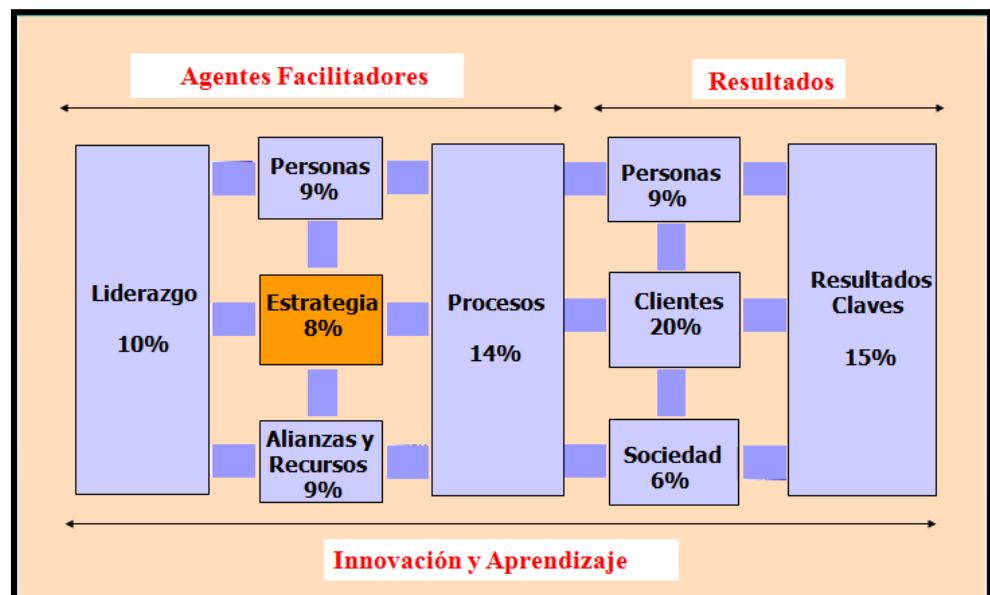 Agentes Facilitadores
Resultados
Liderazgo
10%
Personas
9%
Estrategia
8%
Alianzas y
Recursos
9%
Procesos
14%
Personas
9%
Clientes
20%
Sociedad
6%
Resultados
Claves
15%
Innovación y Aprendizaje